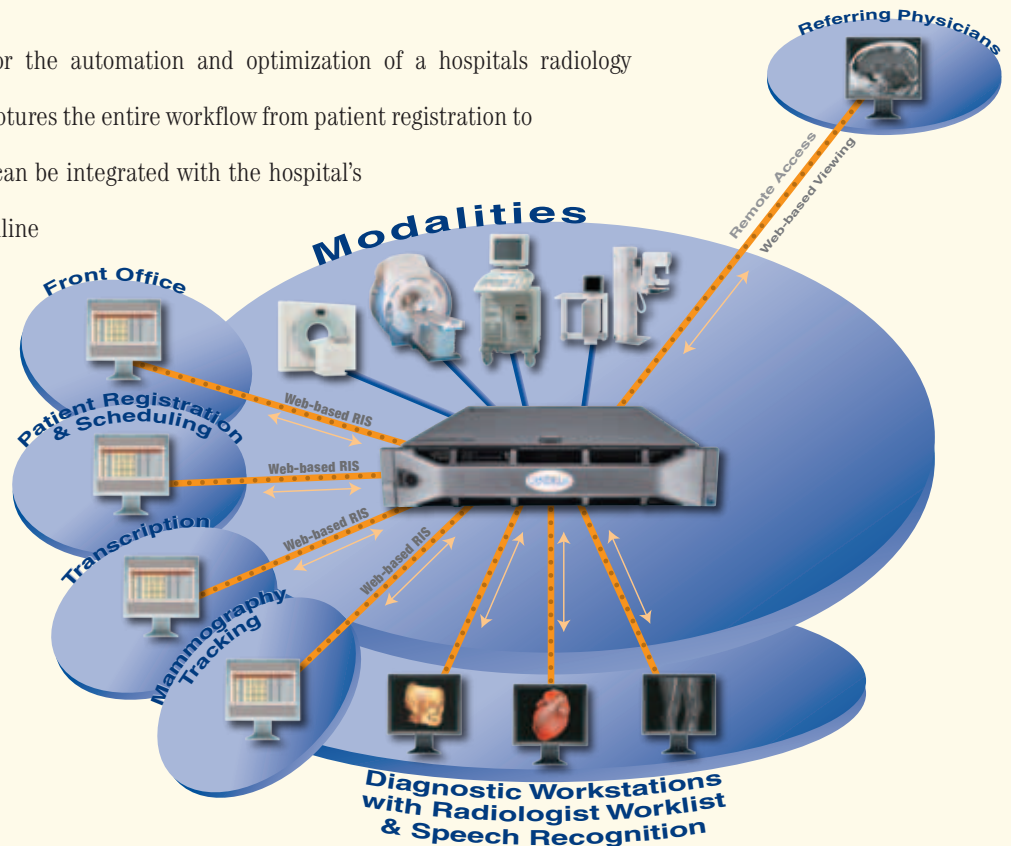 or the automation and optimization of a hospitals radiology
ptures the entire workflow from patient registration to
can be integrated with the hospital's
line
Referring Physicians
Remote Access
Web-based Viewing
Modalities
Front Office
Web-based RIS
Patient Registration
& Scheduling
Web-based RIS
Transcription
Web-based RIS
Mammography
Tracking
Web-based RIS
Diagnostic Workstations
with Radiologist Worklist
& Speech Recognition